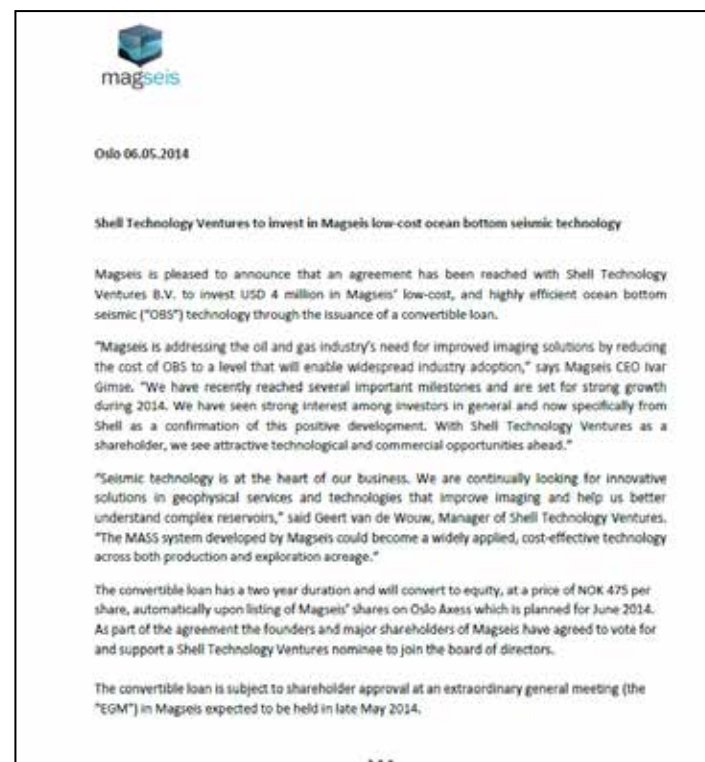 magseis
Oslo 06.05.2014
Shell Technology Ventures to invest in Magseis low-cost ocean bottom seismic technology
Magseis is pleased to announce that an agreement has been reached with Shell Technology
Ventures B.V. to invest USD 4 million in Magseis' low-cost, and highly efficient ocean bottom
seismic ("OBS") technology through the issuance of a convertible loan.
"Magseis is addressing the oil and gas industry's need for improved imaging solutions by reducing
the cost of OBS to a level that will enable widespread industry adoption," says Magseis CEO Ivar
Gimse. "We have recently reached several important milestones and are set for strong growth
during 2014. We have seen strong interest among investors in general and now specifically from
Shell as a confirmation of this positive development. With Shell Technology Ventures as a
shareholder, we see attractive technological and commercial opportunities ahead."
"Seismic technology is at the heart of our business. We are continually looking for innovative
solutions in geophysical services and technologies that improve imaging and help us better
understand complex reservoirs," said Geert van de Wouw, Manager of Shell Technology Ventures.
"The MASS system developed by Magseis could become a widely applied, cost-effective technology
across both production and exploration acreage."
The convertible loan has a two year duration and will convert to equity, at a price of NOK 475 per
share, automatically upon listing of Magseis' shares on Oslo Axess which is planned for June 2014.
As part of the agreement the founders and major shareholders of Magseis have agreed to vote for
and support a Shell Technology Ventures nominee to join the board of directors.
The convertible loan is subject to shareholder approval at an extraordinary general meeting (the
"EGM") in Magseis expected to be held in late May 2014.